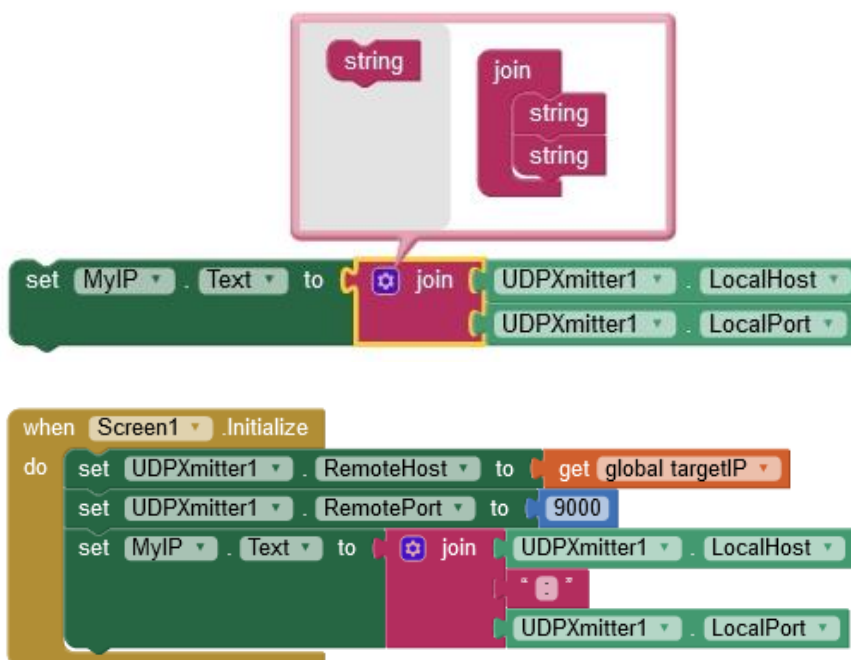 string
join
string
string
set MyIP . Text to join UDPXmitter1 . LocalHost
UDPXmitter1 . LocalPort
when Screen1 .Initialize
do set UDPXmitter1 . RemoteHost to get global targetIP
set UDPXmitter1 . RemotePort to 9000
set MyIP . Text to join UDPXmitter1 . LocalHost
“ : ”
UDPXmitter1 . LocalPort